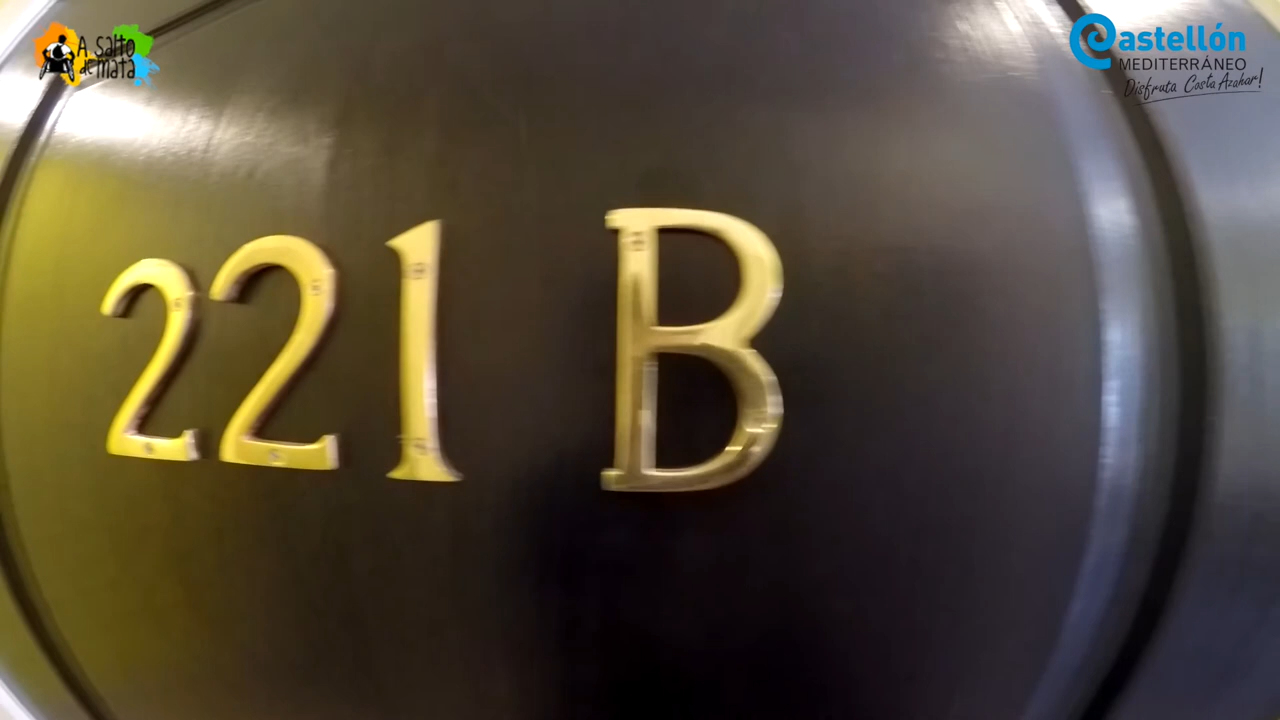 A SALTO
de mata
Castellón
MEDITERRÁNEO
Disfruta Costa Azahar!
221 B